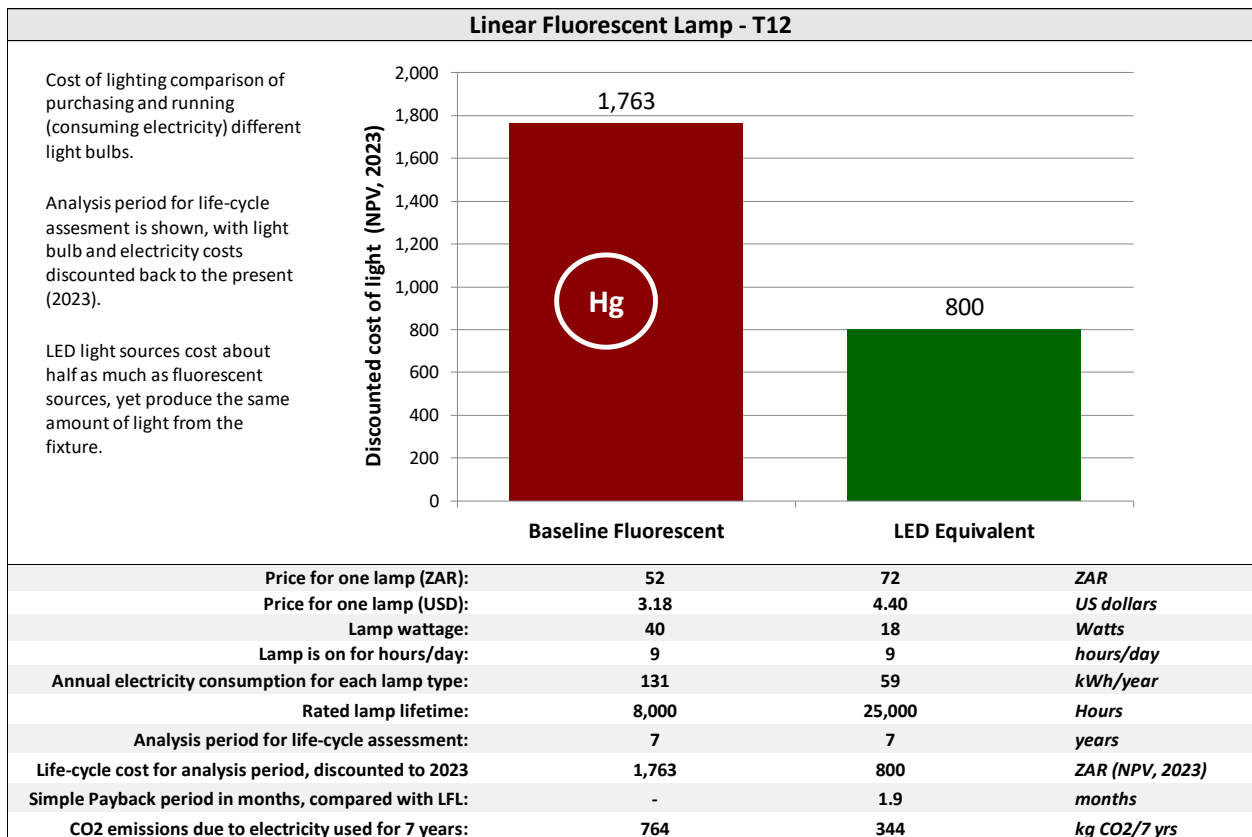 Linear Fluorescent Lamp - T12
Cost of lighting comparison of
purchasing and running
(consuming electricity) different
light bulbs.
Analysis period for life-cycle
assesment is shown, with light
bulb and electricity costs
discounted back to the present
(2023).
LED light sources cost about
half as much as fluorescent
sources, yet produce the same
amount of light from the
fixture.
Discounted cost of light (NPV, 2023)
2,000
1,800
1,600
1,400
1,200
1,000
800
600
400
200
0
1,763
Hg
800
Baseline Fluorescent LED Equivalent
Price for one lamp (ZAR): 52 72 ZAR
Price for one lamp (USD): 3.18 4.40 US dollars
Lamp wattage: 40 18 Watts
Lamp is on for hours/day: 9 9 hours/day
Annual electricity consumption for each lamp type: 131 59 kWh/year
Rated lamp lifetime: 8,000 25,000 Hours
Analysis period for life-cycle assessment: 7 7 years
Life-cycle cost for analysis period, discounted to 2023 1,763 800 ZAR (NPV, 2023)
Simple Payback period in months, compared with LFL: - 1.9 months
CO2 emissions due to electricity used for 7 years: 764 344 kg CO2/7 yrs